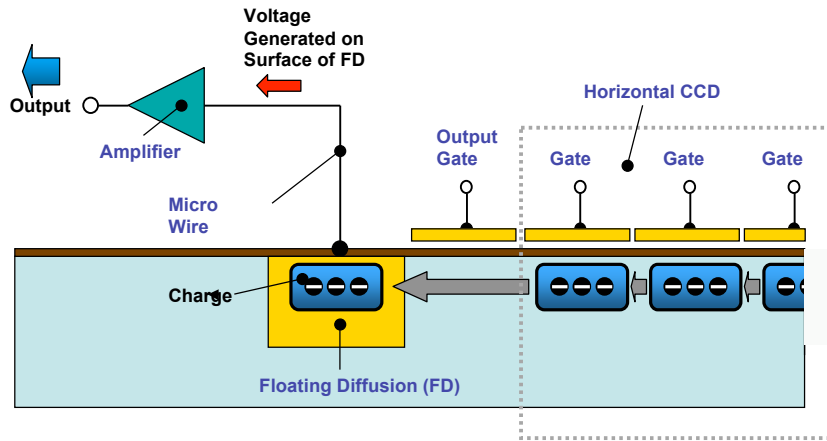 Voltage
Generated on
Surface of FD
Output
Amplifier
Micro
Wire
Horizontal CCD
Output
Gate
Gate
Gate
Gate
Charge
Floating Diffusion (FD)